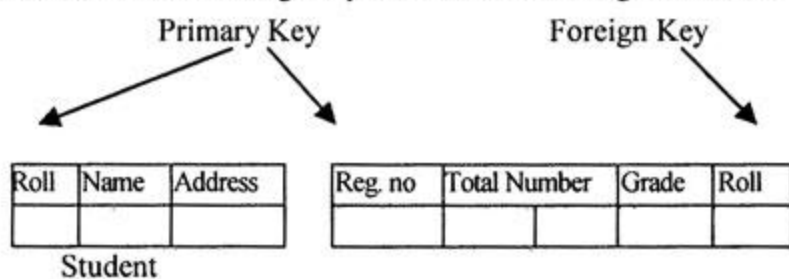 Primary Key Foreign Key
Roll Name Address Reg. no Total Number Grade Roll
Student